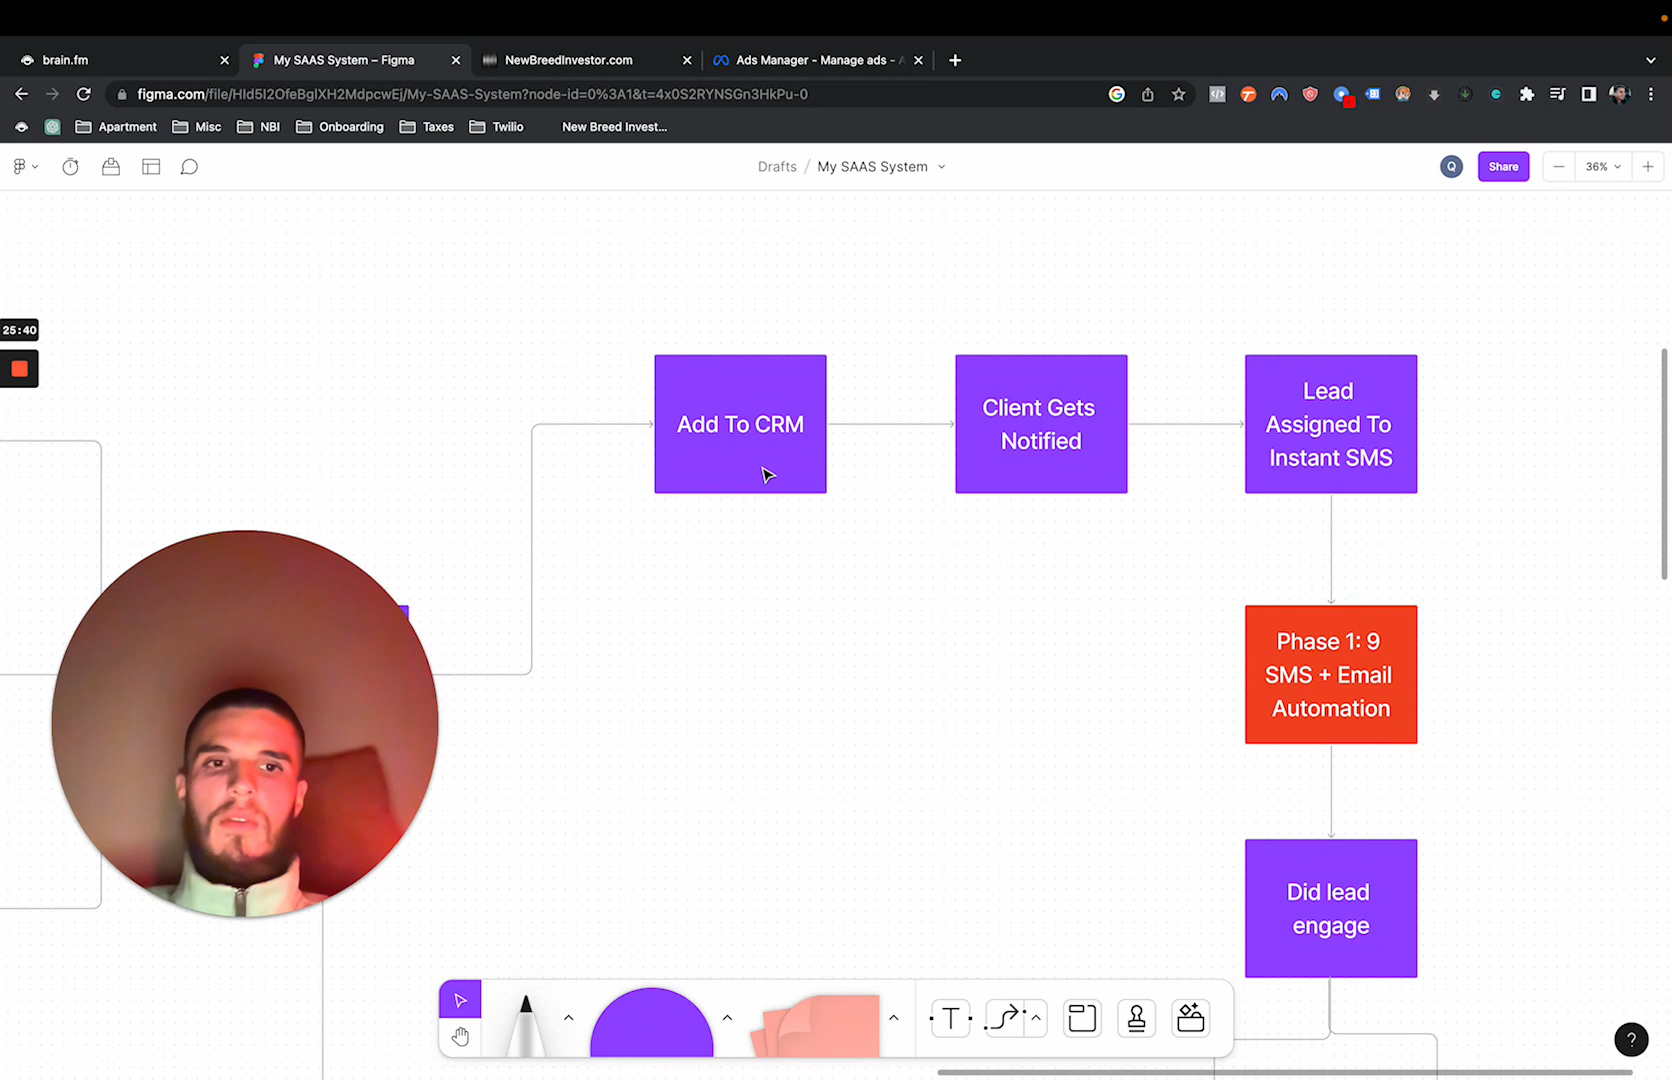 brain.fm
My SAAS System – Figma
NewBreedInvestor.com
Ads Manager - Manage ads - A
figma.com/file/HId5I2OfeBglXH2MdpcwEj/My-SAAS-System?node-id=0%3A1&t=4x0S2RYNSGn3HkPu-0
Apartment
Misc
NBI
Onboarding
Taxes
Twilio
New Breed Invest...
Drafts / My SAAS System
Q
Share
36%
25:40
Add To CRM
Client Gets
Notified
Lead
Assigned To
Instant SMS
Phase 1: 9
SMS + Email
Automation
Did lead
engage
T
?